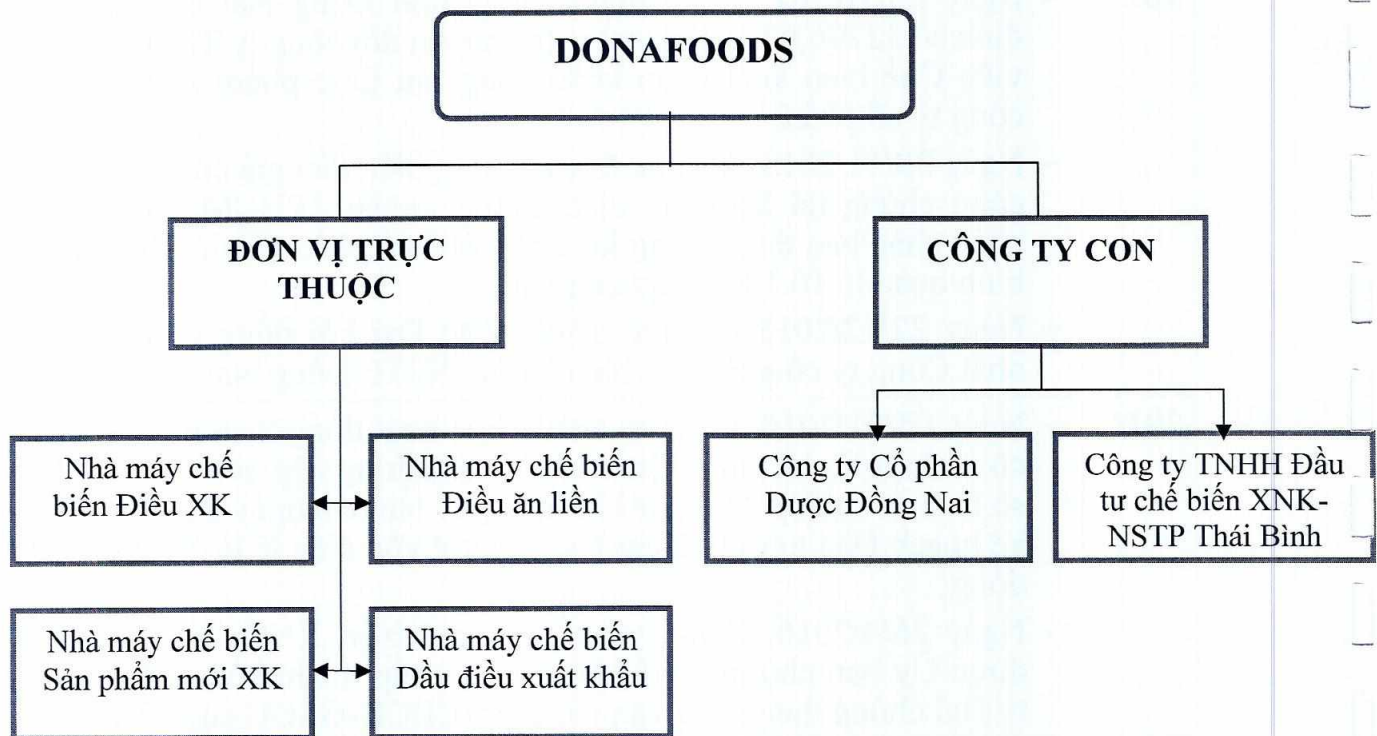 DONAFOODS
ĐƠN VỊ TRỰC
THUỘC
CÔNG TY CON
Nhà máy chế
biến Điều XK
Nhà máy chế biến
Điều ăn liền
Công ty Cổ phần
Dược Đồng Nai
Công ty TNHH Đầu
tư chế biến XNK-
NSTP Thái Bình
Nhà máy chế biến
Sản phẩm mới XK
Nhà máy chế biến
Dầu điều xuất khẩu